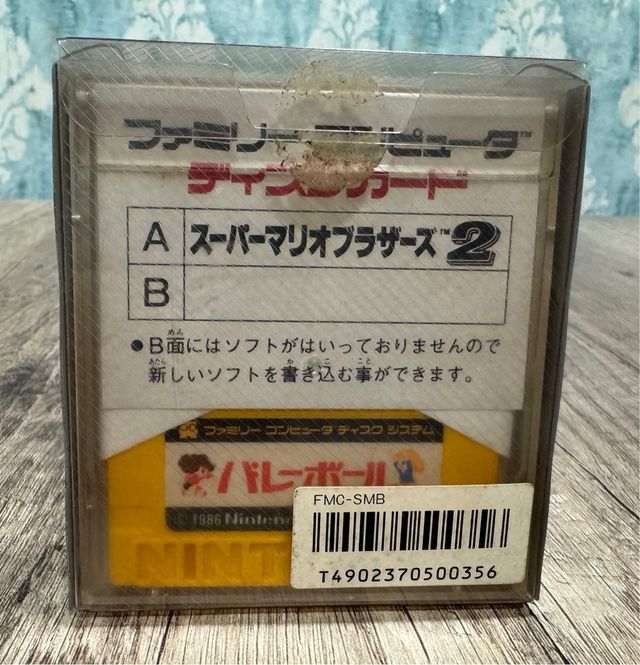 ファミリー コンピュータ™
ディスクカード
A スーパーマリオブラザーズ™2
B
●B面にはソフトがはいっておりませんので
新しいソフトを書き込む事ができます。
ファミリー コンピュータ ディスク システム
バレーボール
© 1986 Ninten
NINT
FMC-SMB
T4902370500356